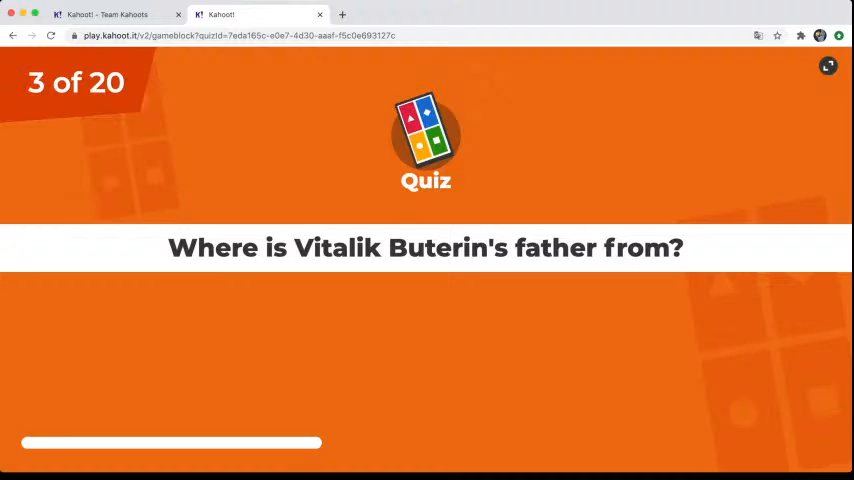 Kahoot! - Team Kahoots
Kahoot!
play.kahoot.it/v2/gameblock?quizId=7eda165c-e0e7-4d30-aaaf-f5c0e693127c
3 of 20
Quiz
Where is Vitalik Buterin's father from?